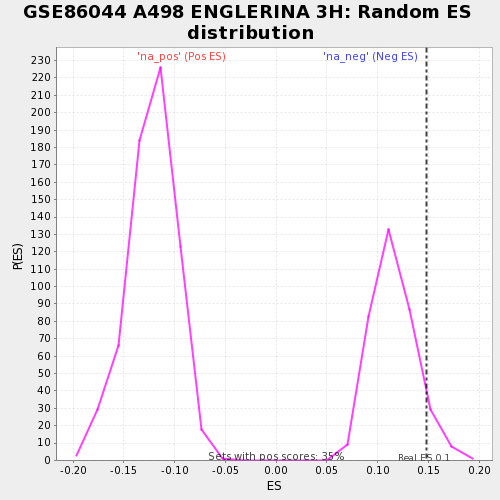 GSE86044 A498 ENGLERINA 3H: Random ES
distribution
'na_pos' (Pos ES)
'na_neg' (Neg ES)
230
220
210
200
190
180
170
160
150
140
130
120
110
100
90
80
70
60
50
40
30
20
10
0
P(ES)
Sets with pos scores: 35%
Real ES 0.1
-0.20 -0.15 -0.10 -0.05 0.00 0.05 0.10 0.15 0.20
ES